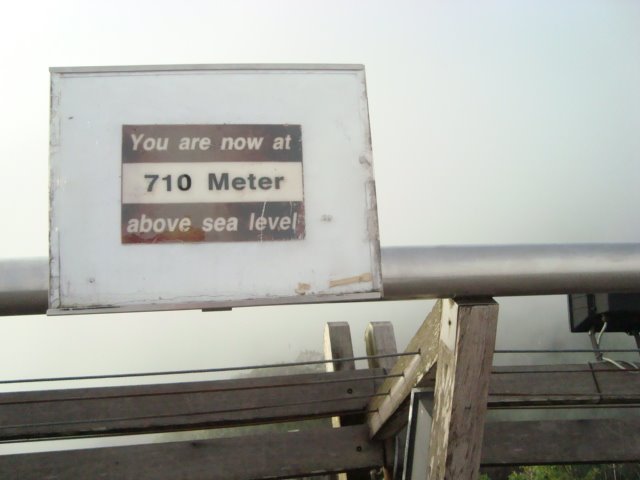 You are now at
710 Meter
above sea level